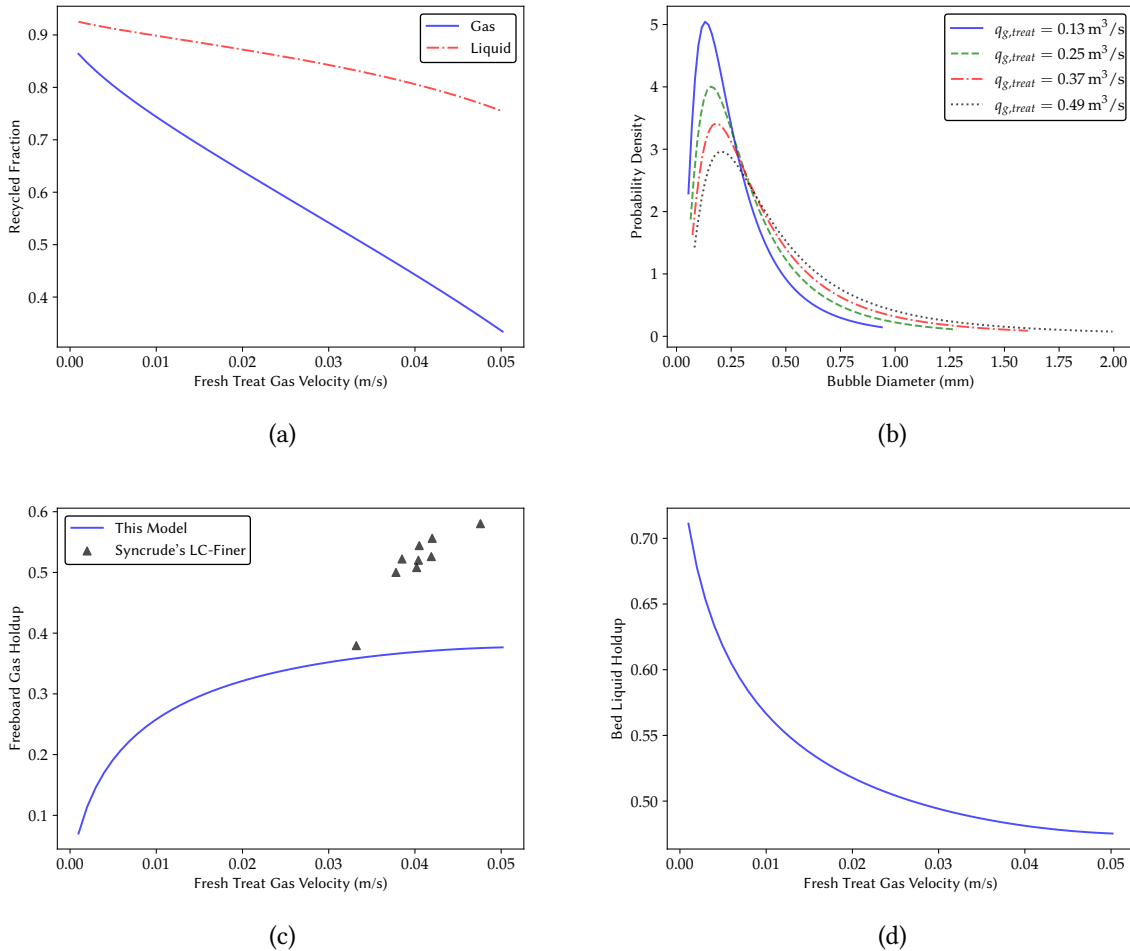 Gas
Liquid
0.9
0.8
0.7
0.6
0.5
0.4
Recycled Fraction
0.00 0.01 0.02 0.03 0.04 0.05
Fresh Treat Gas Velocity (m/s)
(a)
q_{g,treat} = 0.13 m³/s
q_{g,treat} = 0.25 m³/s
q_{g,treat} = 0.37 m³/s
q_{g,treat} = 0.49 m³/s
5
4
3
2
1
0
Probability Density
0.00 0.25 0.50 0.75 1.00 1.25 1.50 1.75 2.00
Bubble Diameter (mm)
(b)
This Model
Syncrude's LC-Finer
0.6
0.5
0.4
0.3
0.2
0.1
Freeboard Gas Holdup
0.00 0.01 0.02 0.03 0.04 0.05
Fresh Treat Gas Velocity (m/s)
(c)
0.70
0.65
0.60
0.55
0.50
Bed Liquid Holdup
0.00 0.01 0.02 0.03 0.04 0.05
Fresh Treat Gas Velocity (m/s)
(d)